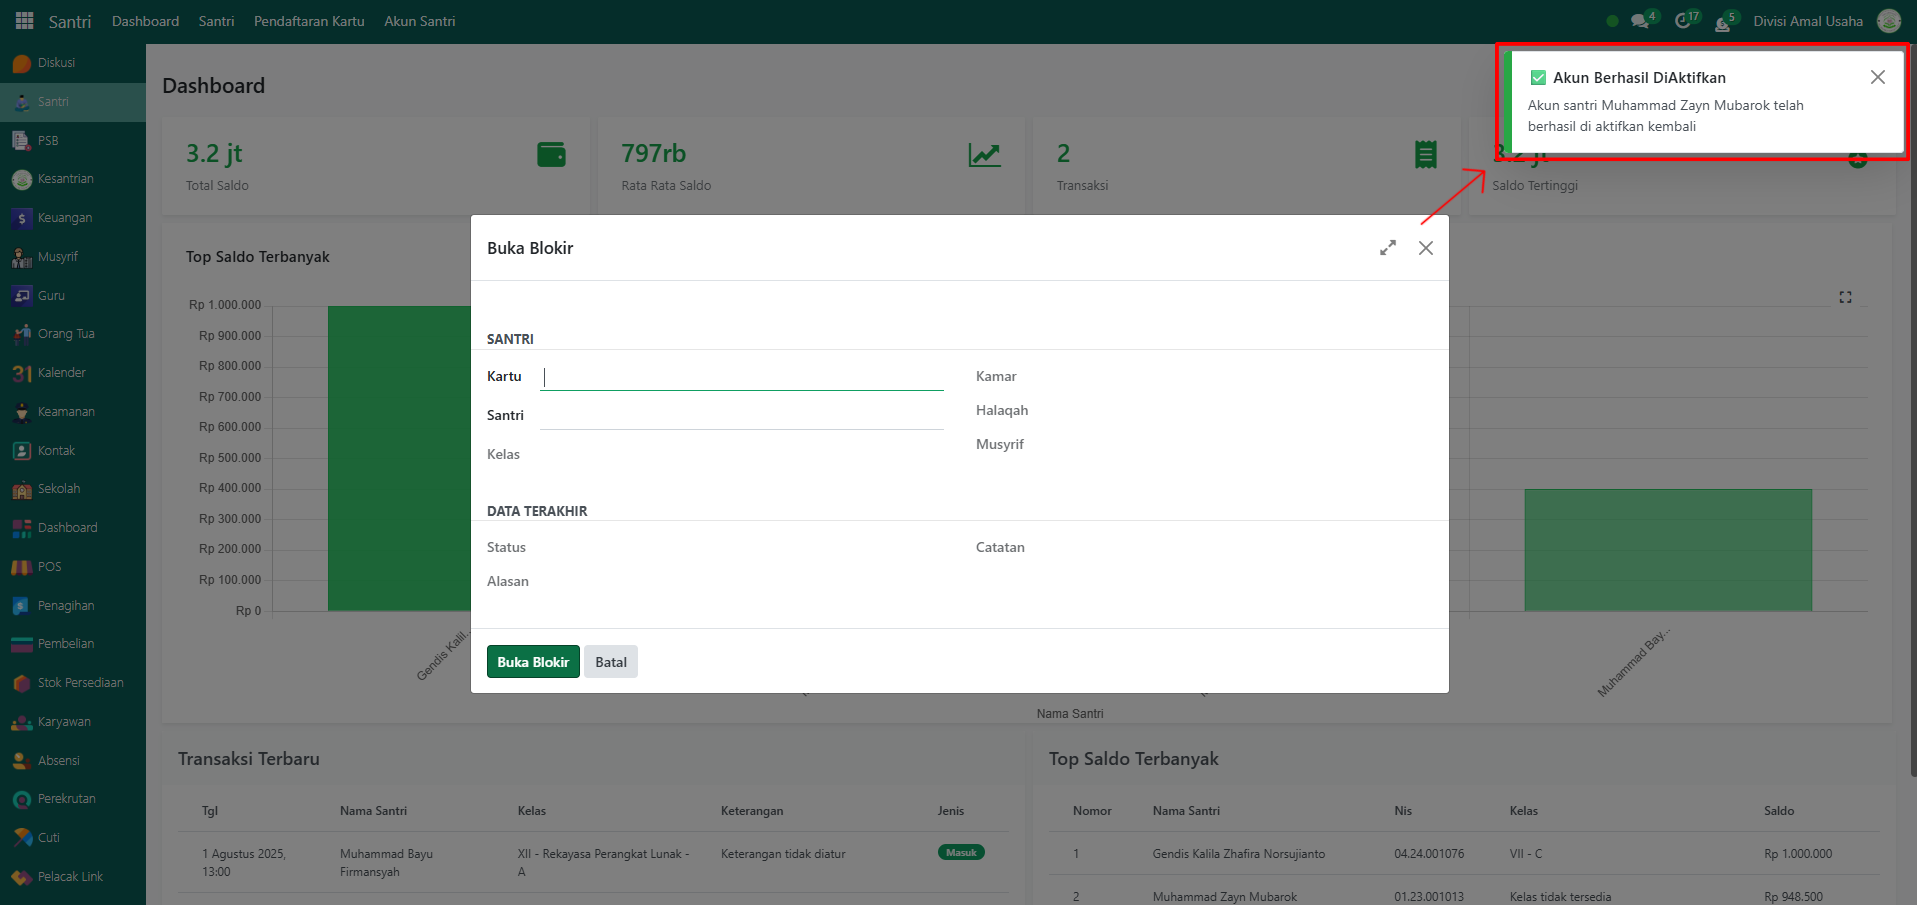 Santri
Dashboard
Santri
Pendaftaran Kartu
Akun Santri
4
17
5
Divisi Amal Usaha
Diskusi
Santri
PSB
Kesantrian
Keuangan
Musyrif
Guru
Orang Tua
31
Kalender
Keamanan
Kontak
Sekolah
Dashboard
POS
Penagihan
Pembelian
Stok Persediaan
Karyawan
Absensi
Perekrutan
Cuti
Pelacak Link
Akun Berhasil DiAktifkan
Akun santri Muhammad Zayn Mubarok telah
berhasil di aktifkan kembali
Dashboard
3.2 jt
Total Saldo
797rb
Rata Rata Saldo
2
Transaksi
3.2 jt
Saldo Tertinggi
Top Saldo Terbanyak
Rp 1.000.000
Rp 900.000
Rp 800.000
Rp 700.000
Rp 600.000
Rp 500.000
Rp 400.000
Rp 300.000
Rp 200.000
Rp 100.000
Rp 0
Gendis Kalil...
Muhammad Bay...
Nama Santri
Buka Blokir
SANTRI
Kartu
Santri
Kelas
Kamar
Halaqah
Musyrif
DATA TERAKHIR
Status
Alasan
Catatan
Buka Blokir
Batal
Transaksi Terbaru
Tgl
Nama Santri
Kelas
Keterangan
Jenis
1 Agustus 2025,
13:00
Muhammad Bayu
Firmansyah
XII - Rekayasa Perangkat Lunak -
A
Keterangan tidak diatur
Masuk
Top Saldo Terbanyak
Nomor
Nama Santri
Nis
Kelas
Saldo
1
Gendis Kalila Zhafira Norsujianto
04.24.001076
VII - C
Rp 1.000.000
2
Muhammad Zayn Mubarok
01.23.001013
Kelas tidak tersedia
Rp 948.500